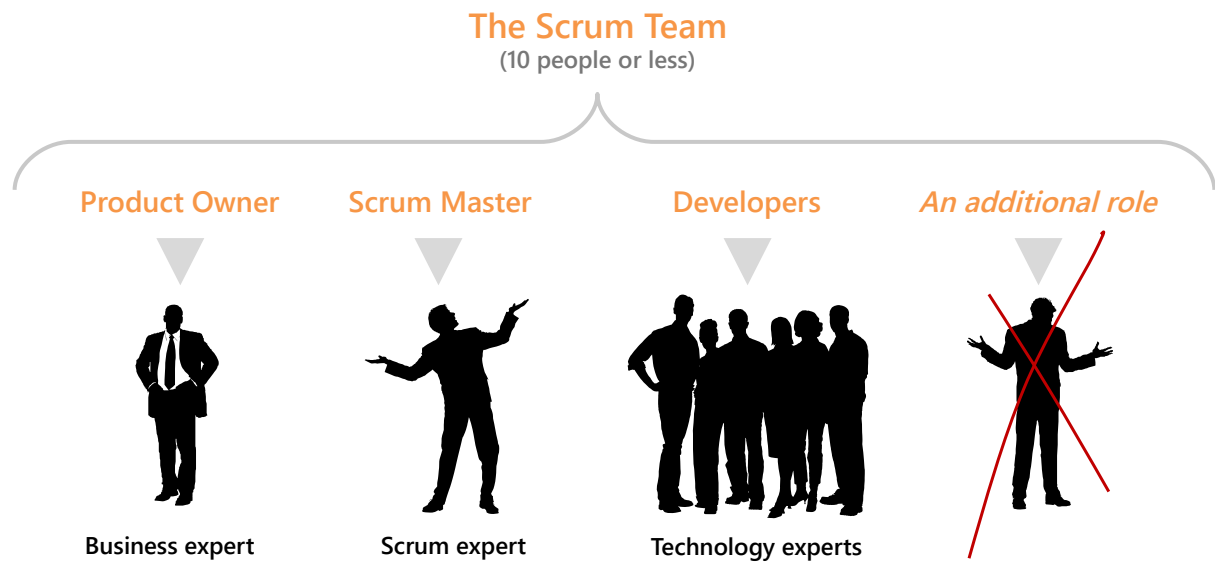 The Scrum Team
(10 people or less)
Product Owner
Scrum Master
Developers
An additional role
Business expert
Scrum expert
Technology experts